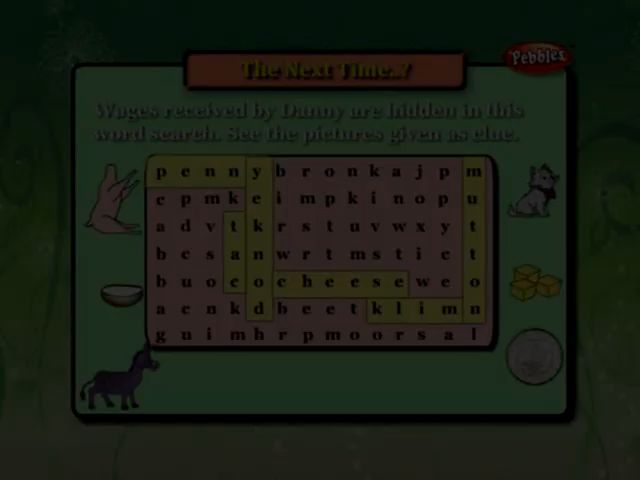 Pebbles
The Next Time..?
Wages received by Danny are hidden in this
word search. See the pictures given as clue.
p e n n y b r o n k a j p m
e p m k e i m p k i n o p u
a d v t k r s t u v w x y t
b c s a n w r t m s t i c t
b u o c o c h e e s e w e o
a e n k d b e e t k l i m n
g u i m h r p m o o r s a l